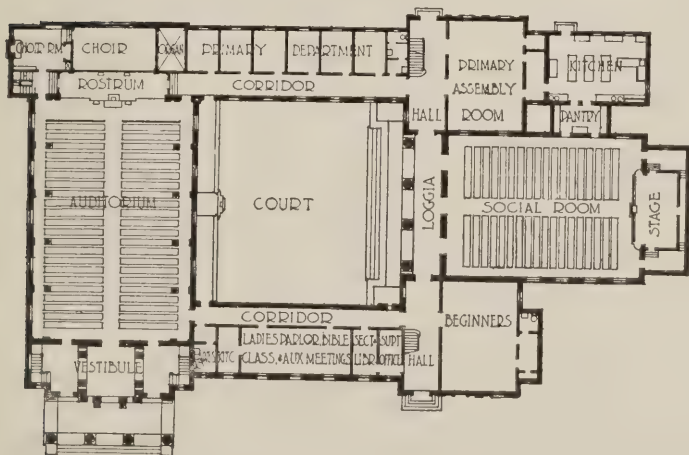 CHOIR RM.
CHOIR
ORGAN
PRIMARY DEPARTMENT
ROSTRUM
CORRIDOR
HALL
PRIMARY
ASSEMBLY
ROOM
KITCHEN
PANTRY
AUDITORIUM
COURT
LOGGIA
SOCIAL ROOM
STAGE
CORRIDOR
BEGINNERS
VESTIBULE
LADIES PARLOR, BIBLE
CLASS, & AUX MEETINGS
SECT &
LIBR
SUPT
OFFICE
HALL